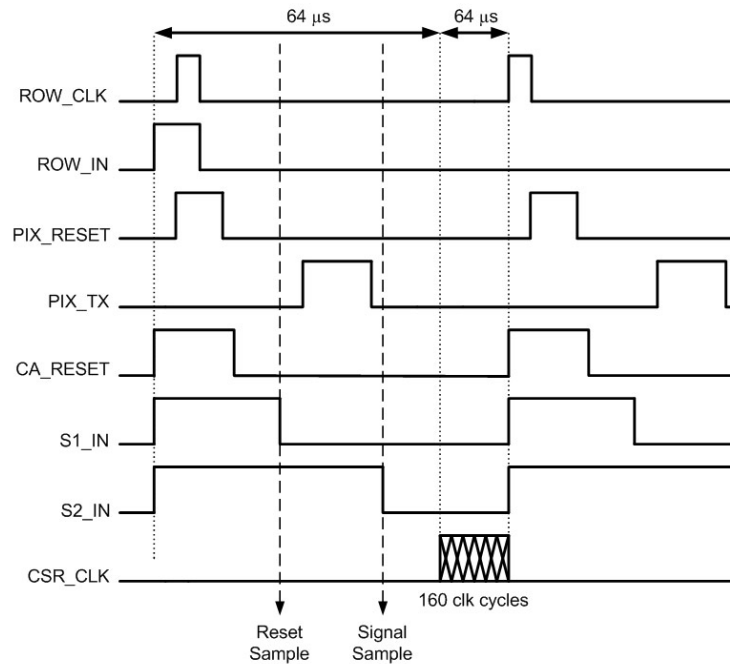 64 μs 64 μs
ROW_CLK
ROW_IN
PIX_RESET
PIX_TX
CA_RESET
S1_IN
S2_IN
CSR_CLK
160 clk cycles
Reset Sample
Signal Sample